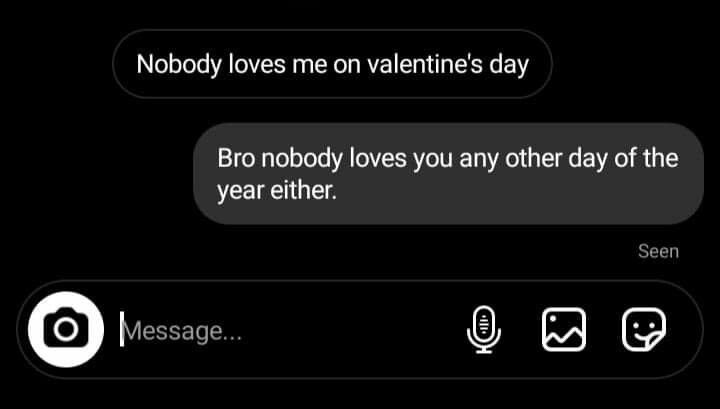 Nobody loves me on valentine's day
Bro nobody loves you any other day of the
year either.
Seen
Message...